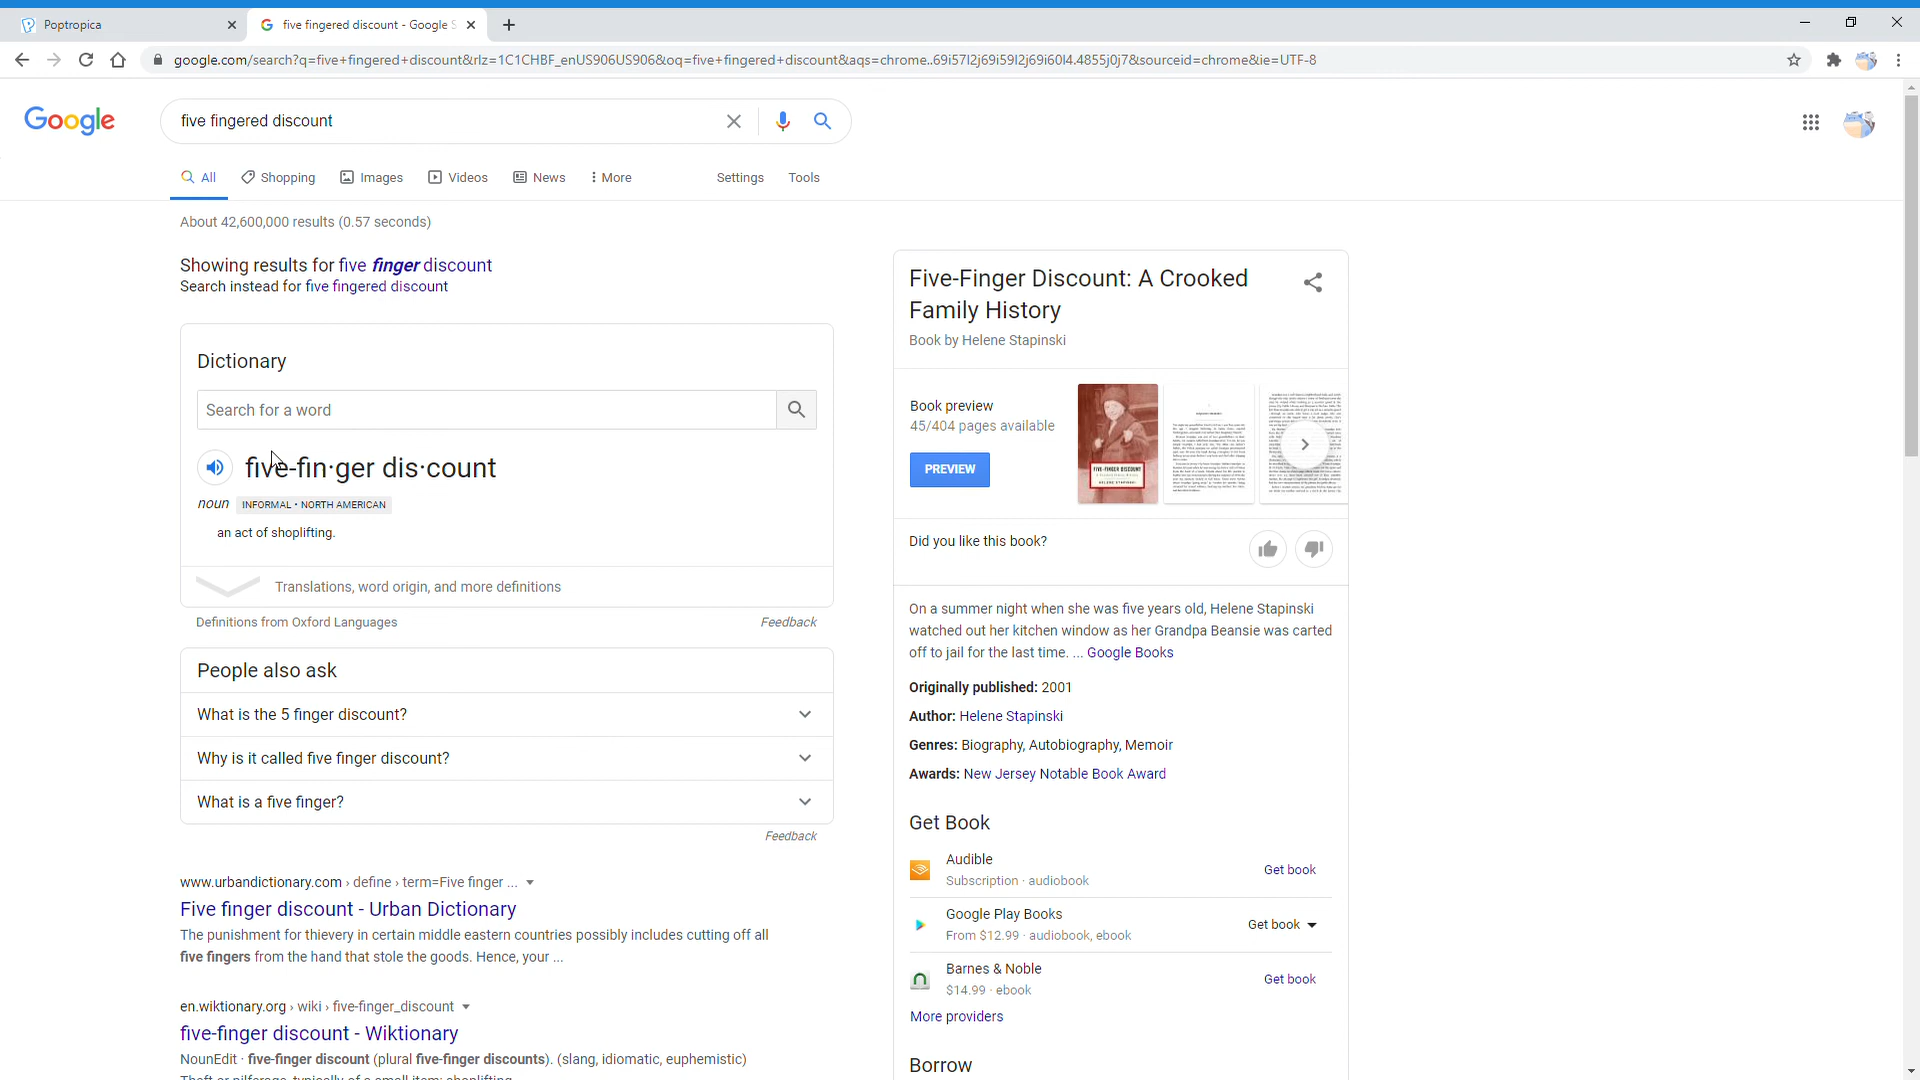 Poptropica
five fingered discount - Google S
google.com/search?q=five+fingered+discount&rlz=1C1CHBF_enUS906US906&oq=five+fingered+discount&aqs=chrome..69i57l2j69i59l2j69i60l4.4855j0j7&sourceid=chrome&ie=UTF-8
Google
five fingered discount
All Shopping Images Videos News More Settings Tools
About 42,600,000 results (0.57 seconds)
Showing results for five finger discount
Search instead for five fingered discount
Dictionary
Search for a word
five-fin·ger dis·count
noun INFORMAL • NORTH AMERICAN
an act of shoplifting.
Translations, word origin, and more definitions
Definitions from Oxford Languages
Feedback
People also ask
What is the 5 finger discount?
Why is it called five finger discount?
What is a five finger?
Feedback
www.urbandictionary.com › define › term=Five finger ...
Five finger discount - Urban Dictionary
The punishment for thievery in certain middle eastern countries possibly includes cutting off all
five fingers from the hand that stole the goods. Hence, your ...
en.wiktionary.org › wiki › five-finger_discount
five-finger discount - Wiktionary
NounEdit · five-finger discount (plural five-finger discounts). (slang, idiomatic, euphemistic)
Theft or pilferage, typically of a small item; shoplifting.
Five-Finger Discount: A Crooked
Family History
Book by Helene Stapinski
Book preview
45/404 pages available
PREVIEW
FIVE-FINGER DISCOUNT
HELENE STAPINSKI
Did you like this book?
On a summer night when she was five years old, Helene Stapinski
watched out her kitchen window as her Grandpa Beansie was carted
off to jail for the last time. ... Google Books
Originally published: 2001
Author: Helene Stapinski
Genres: Biography, Autobiography, Memoir
Awards: New Jersey Notable Book Award
Get Book
Audible
Subscription · audiobook
Get book
Google Play Books
From $12.99 · audiobook, ebook
Get book
Barnes & Noble
$14.99 · ebook
Get book
More providers
Borrow